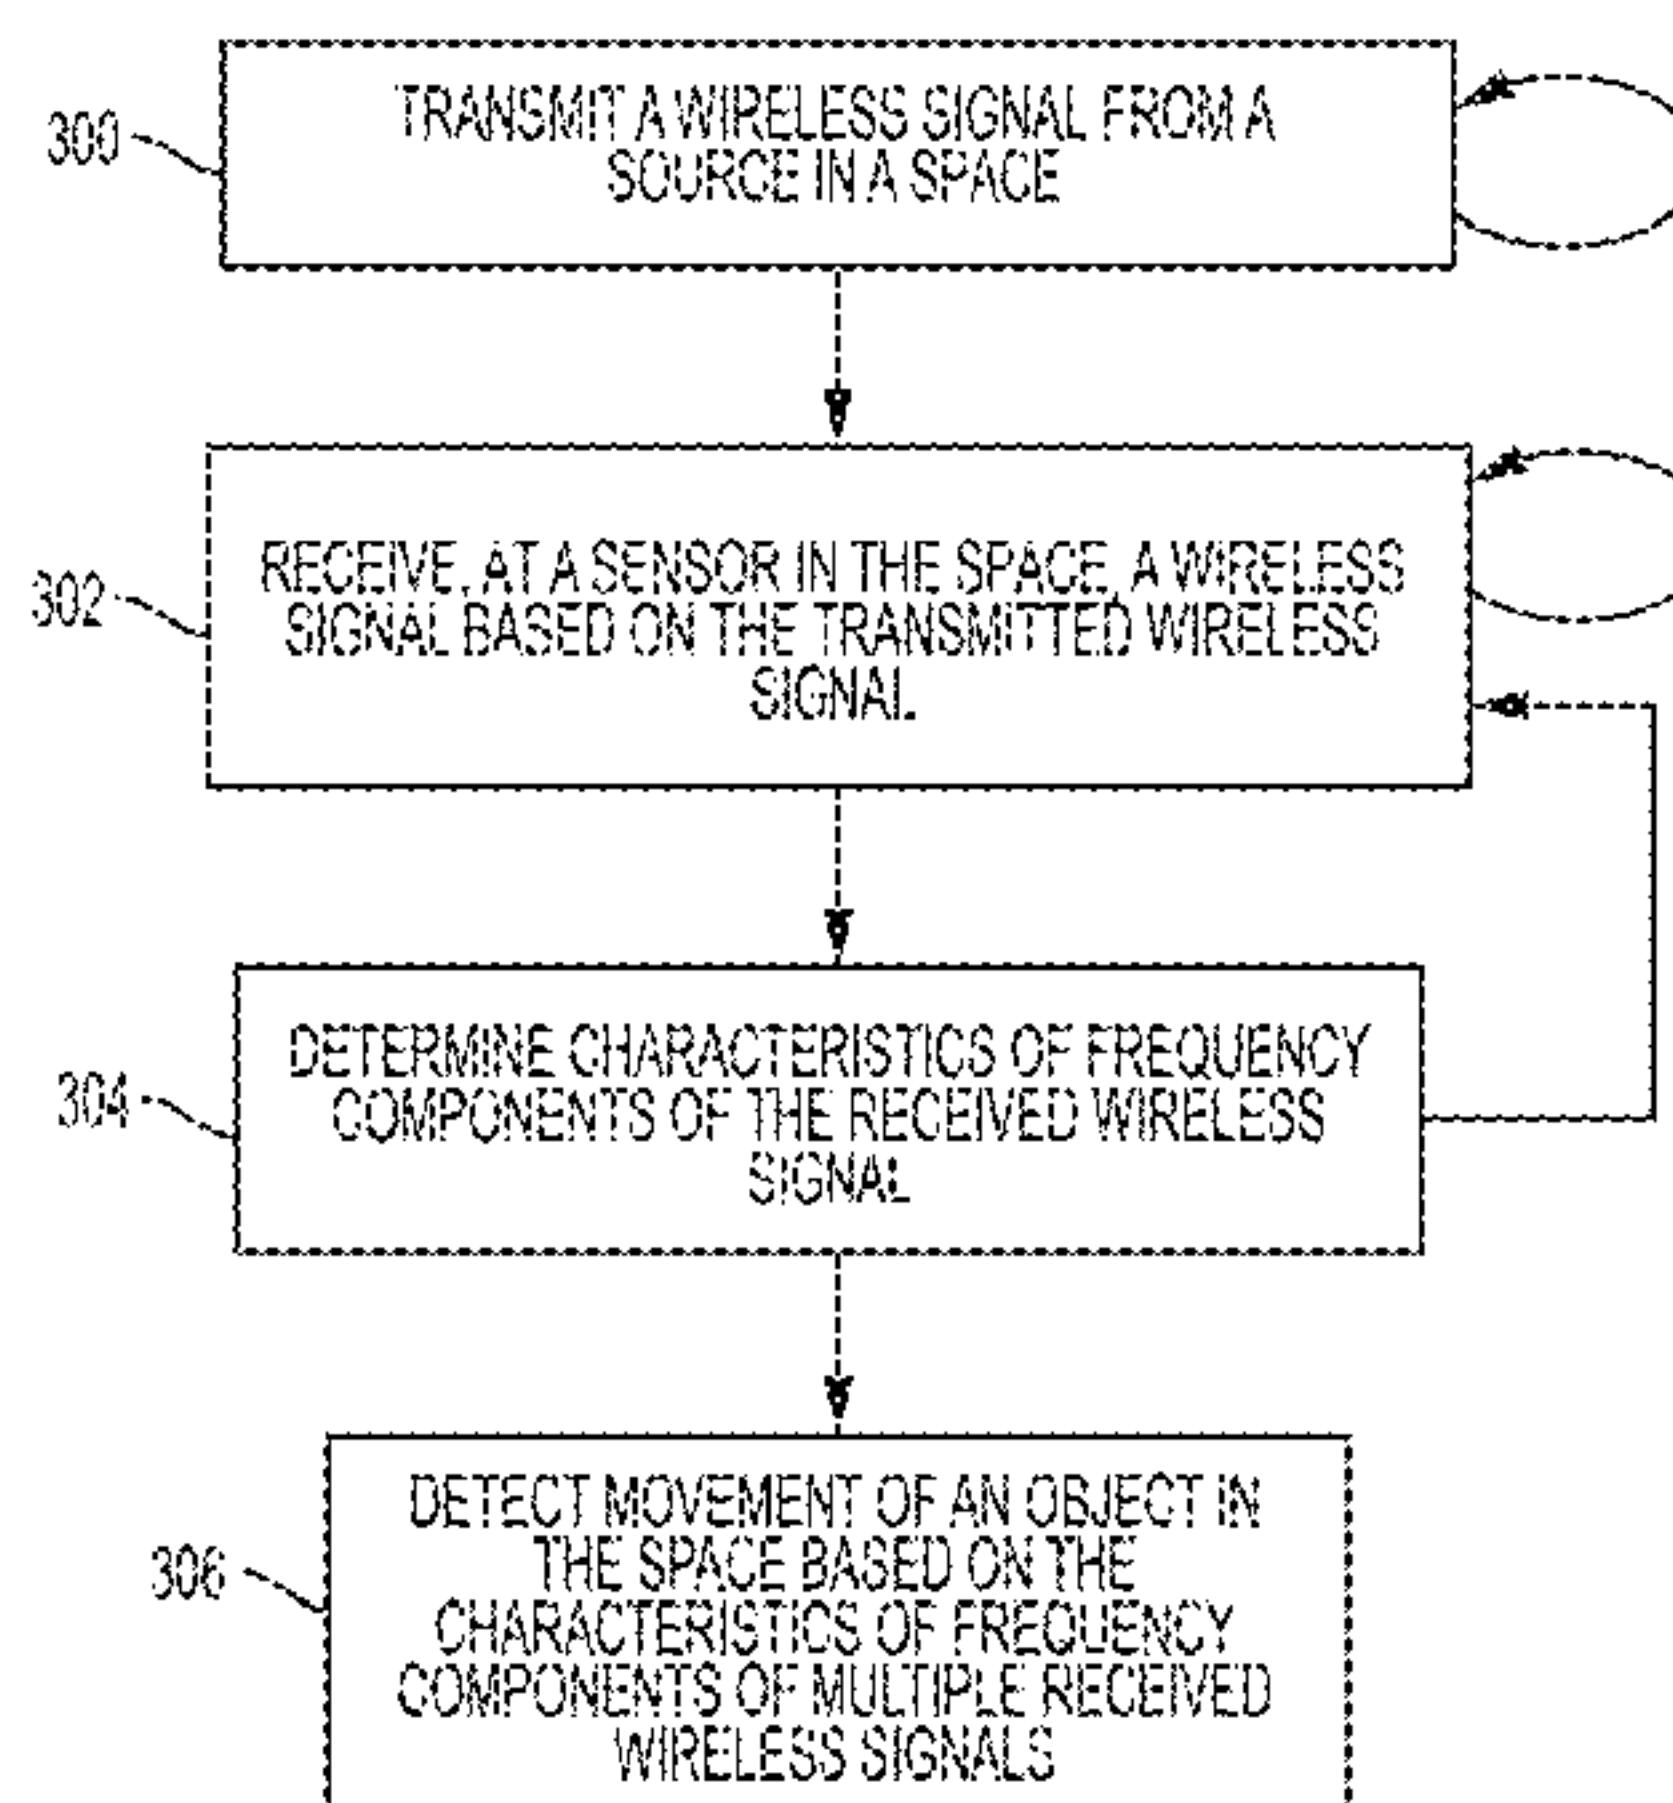 300
TRANSMIT A WIRELESS SIGNAL FROM A
SOURCE IN A SPACE
302
RECEIVE, AT A SENSOR IN THE SPACE, A WIRELESS
SIGNAL BASED ON THE TRANSMITTED WIRELESS
SIGNAL
304
DETERMINE CHARACTERISTICS OF FREQUENCY
COMPONENTS OF THE RECEIVED WIRELESS
SIGNAL
306
DETECT MOVEMENT OF AN OBJECT IN
THE SPACE BASED ON THE
CHARACTERISTICS OF FREQUENCY
COMPONENTS OF MULTIPLE RECEIVED
WIRELESS SIGNALS